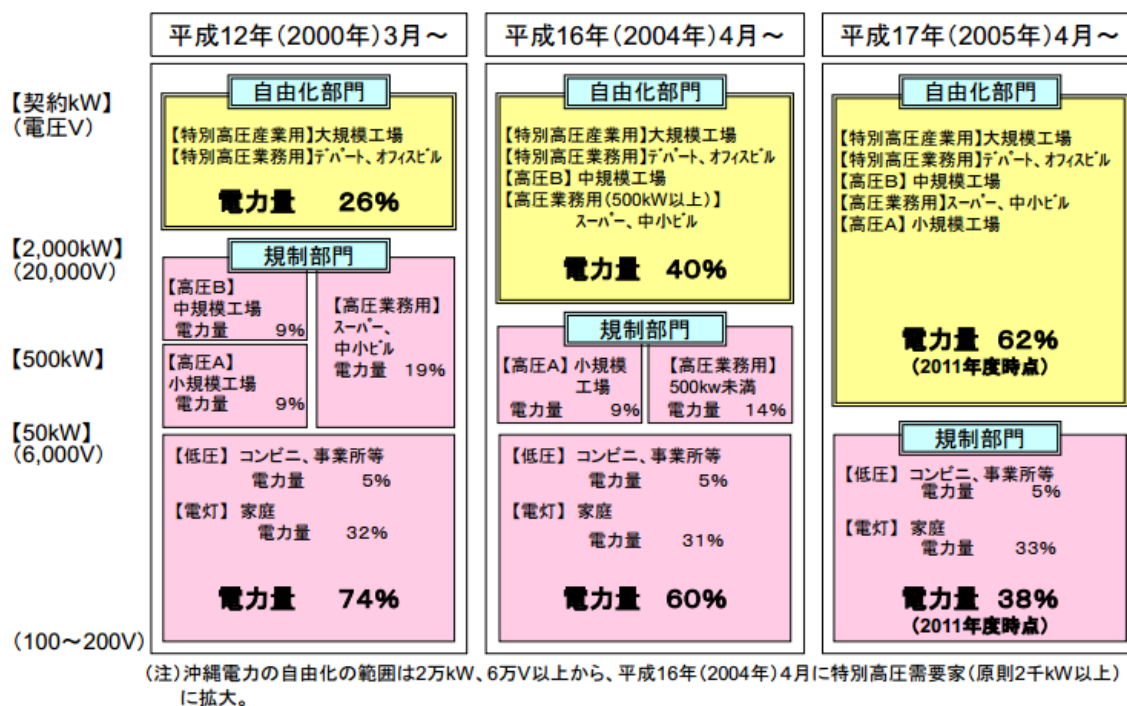 平成12年(2000年)3月～
平成16年(2004年)4月～
平成17年(2005年)4月～
【契約kW】
(電圧V)
【2,000kW】
(20,000V)
【500kW】
【50kW】
(6,000V)
(100～200V)
自由化部門
【特別高圧産業用】大規模工場
【特別高圧業務用】ﾃﾞﾊﾟｰﾄ、ｵﾌｨｽﾋﾞﾙ
電力量 26%
規制部門
【高圧B】
中規模工場
電力量 9%
【高圧A】
小規模工場
電力量 9%
【高圧業務用】
ｽｰﾊﾟｰ、
中小ﾋﾞﾙ
電力量 19%
【低圧】 コンビニ、事業所等
電力量 5%
【電灯】 家庭
電力量 32%
電力量 74%
自由化部門
【特別高圧産業用】大規模工場
【特別高圧業務用】ﾃﾞﾊﾟｰﾄ、ｵﾌｨｽﾋﾞﾙ
【高圧B】 中規模工場
【高圧業務用(500kW以上)】
ｽｰﾊﾟｰ、中小ﾋﾞﾙ
電力量 40%
規制部門
【高圧A】 小規模
工場
電力量 9%
【高圧業務用】
500kw未満
電力量 14%
【低圧】 コンビニ、事業所等
電力量 5%
【電灯】 家庭
電力量 31%
電力量 60%
自由化部門
【特別高圧産業用】大規模工場
【特別高圧業務用】ﾃﾞﾊﾟｰﾄ、ｵﾌｨｽﾋﾞﾙ
【高圧B】 中規模工場
【高圧業務用】ｽｰﾊﾟｰ、中小ﾋﾞﾙ
【高圧A】 小規模工場
電力量 62%
(2011年度時点)
規制部門
【低圧】 コンビニ、事業所等
電力量 5%
【電灯】 家庭
電力量 33%
電力量 38%
(2011年度時点)
(注)沖縄電力の自由化の範囲は2万kW、6万V以上から、平成16年(2004年)4月に特別高圧需要家(原則2千kW以上)
に拡大。